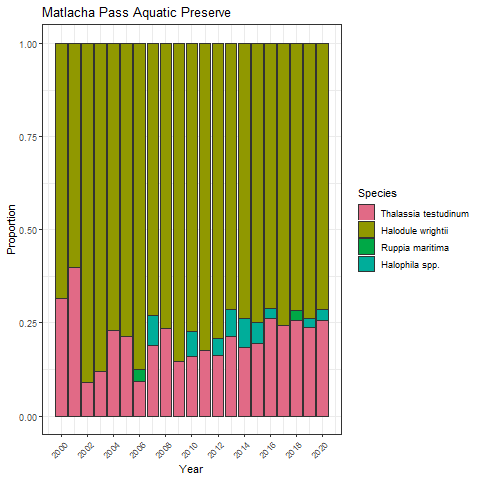 Matlacha Pass Aquatic Preserve
1.00
0.75
0.50
0.25
0.00
Proportion
2000 2002 2004 2006 2008 2010 2012 2014 2016 2018 2020
Year
Species
Thalassia testudinum
Halodule wrightii
Ruppia maritima
Halophila spp.